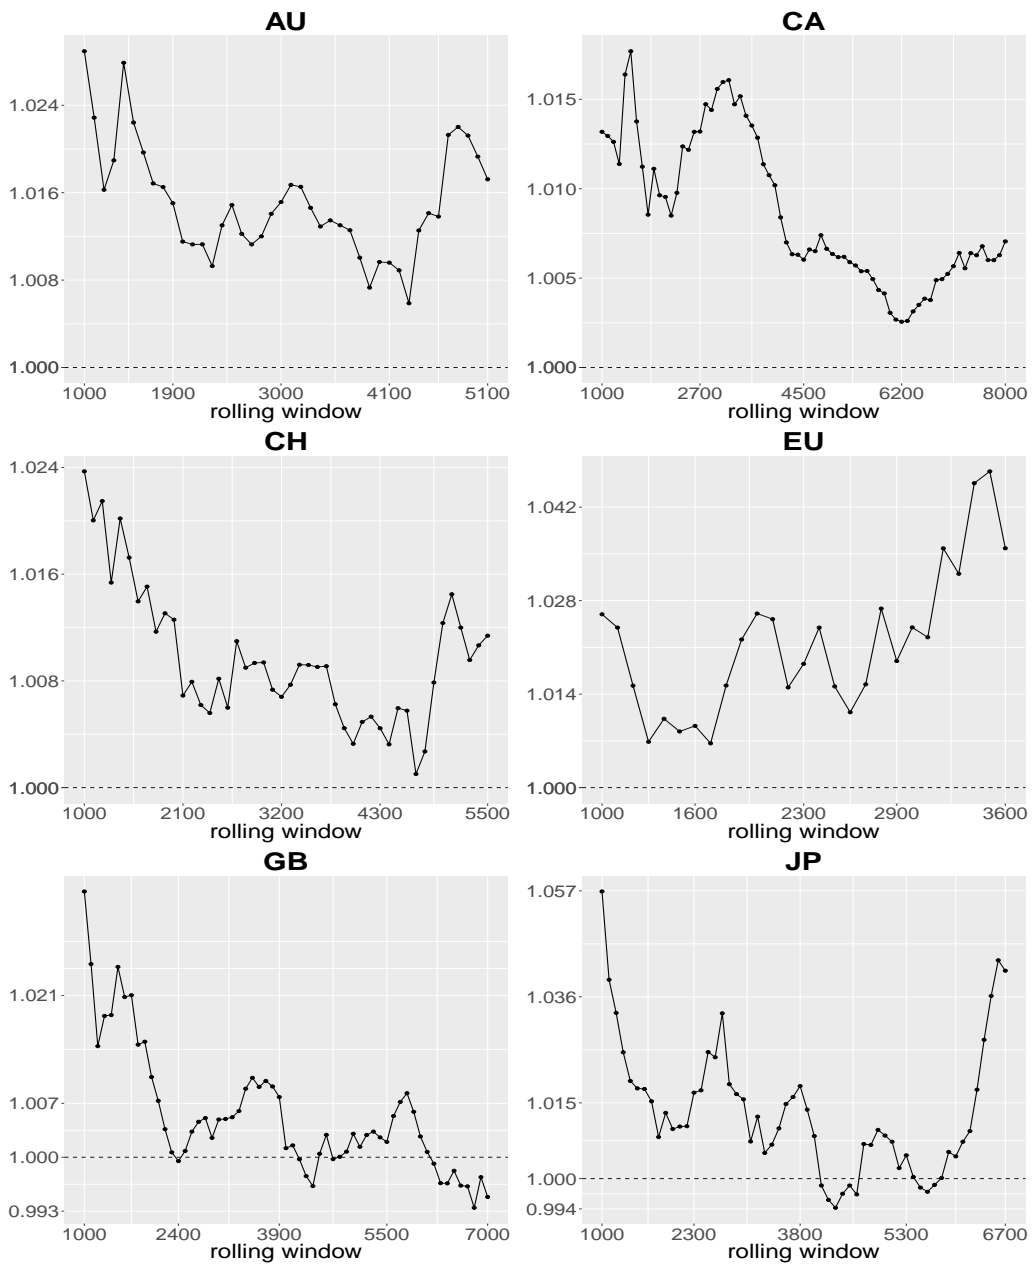 AU
1.024
1.016
1.008
1.000
1000 1900 3000 4100 5100
rolling window
CA
1.015
1.010
1.005
1.000
1000 2700 4500 6200 8000
rolling window
CH
1.024
1.016
1.008
1.000
1000 2100 3200 4300 5500
rolling window
EU
1.042
1.028
1.014
1.000
1000 1600 2300 2900 3600
rolling window
GB
1.021
1.007
1.000
0.993
1000 2400 3900 5500 7000
rolling window
JP
1.057
1.036
1.015
1.000
0.994
1000 2300 3800 5300 6700
rolling window